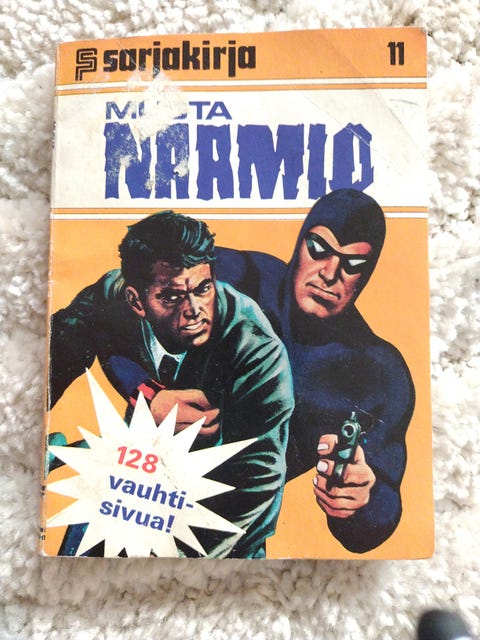 sarjakirja 11
MUSTA
NAAMIO
128
vauhti-
sivua!